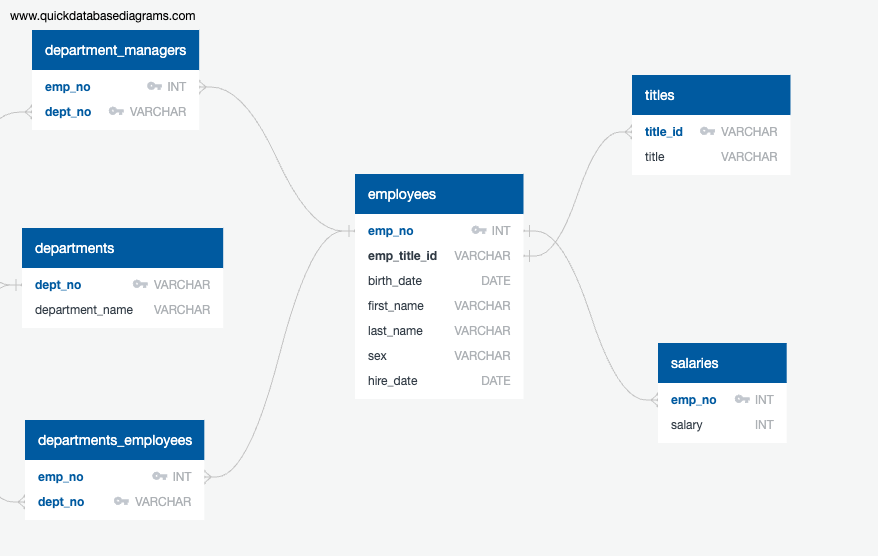 www.quickdatabasediagrams.com
department_managers
emp_no INT
dept_no VARCHAR
departments
dept_no VARCHAR
department_name VARCHAR
departments_employees
emp_no INT
dept_no VARCHAR
employees
emp_no INT
emp_title_id VARCHAR
birth_date DATE
first_name VARCHAR
last_name VARCHAR
sex VARCHAR
hire_date DATE
titles
title_id VARCHAR
title VARCHAR
salaries
emp_no INT
salary INT